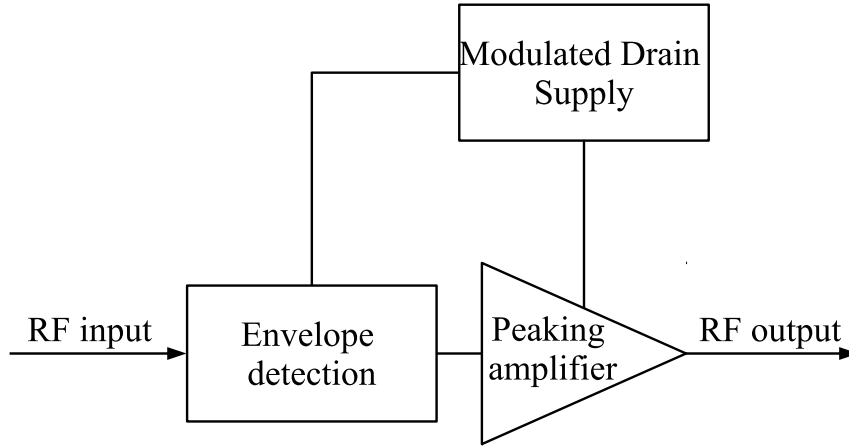 Modulated Drain
Supply
RF input
Envelope
detection
Peaking
amplifier
RF output